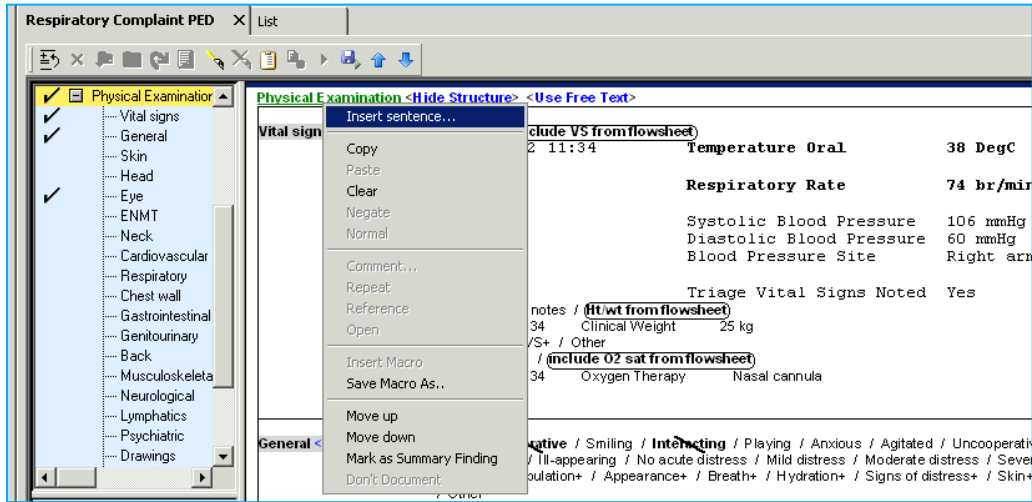 Respiratory Complaint PED X List
Physical Examination
Vital signs
General
Skin
Head
Eye
ENMT
Neck
Cardiovascular
Respiratory
Chest wall
Gastrointestinal
Genitourinary
Back
Musculoskeleta
Neurological
Lymphatics
Psychiatric
Drawings
Physical Examination <Hide Structure> <Use Free Text>
Insert sentence...
Copy
Paste
Clear
Negate
Normal
Comment...
Repeat
Reference
Open
Insert Macro
Save Macro As..
Move up
Move down
Mark as Summary Finding
Don't Document
Vital sign clude VS from flowsheet
2 11:34 Temperature Oral 38 DegC
Respiratory Rate 74 br/min
Systolic Blood Pressure 106 mmHg
Diastolic Blood Pressure 60 mmHg
Blood Pressure Site Right arm
Triage Vital Signs Noted Yes
notes / Ht/wt from flowsheet
34 Clinical Weight 25 kg
/S+ / Other
/ include O2 sat from flowsheet
34 Oxygen Therapy Nasal cannula
General < rative / Smiling / Interacting / Playing / Anxious / Agitated / Uncooperati
/ Ill-appearing / No acute distress / Mild distress / Moderate distress / Seve
pulation+ / Appearance+ / Breath+ / Hydration+ / Signs of distress+ / Skin+
/ Other